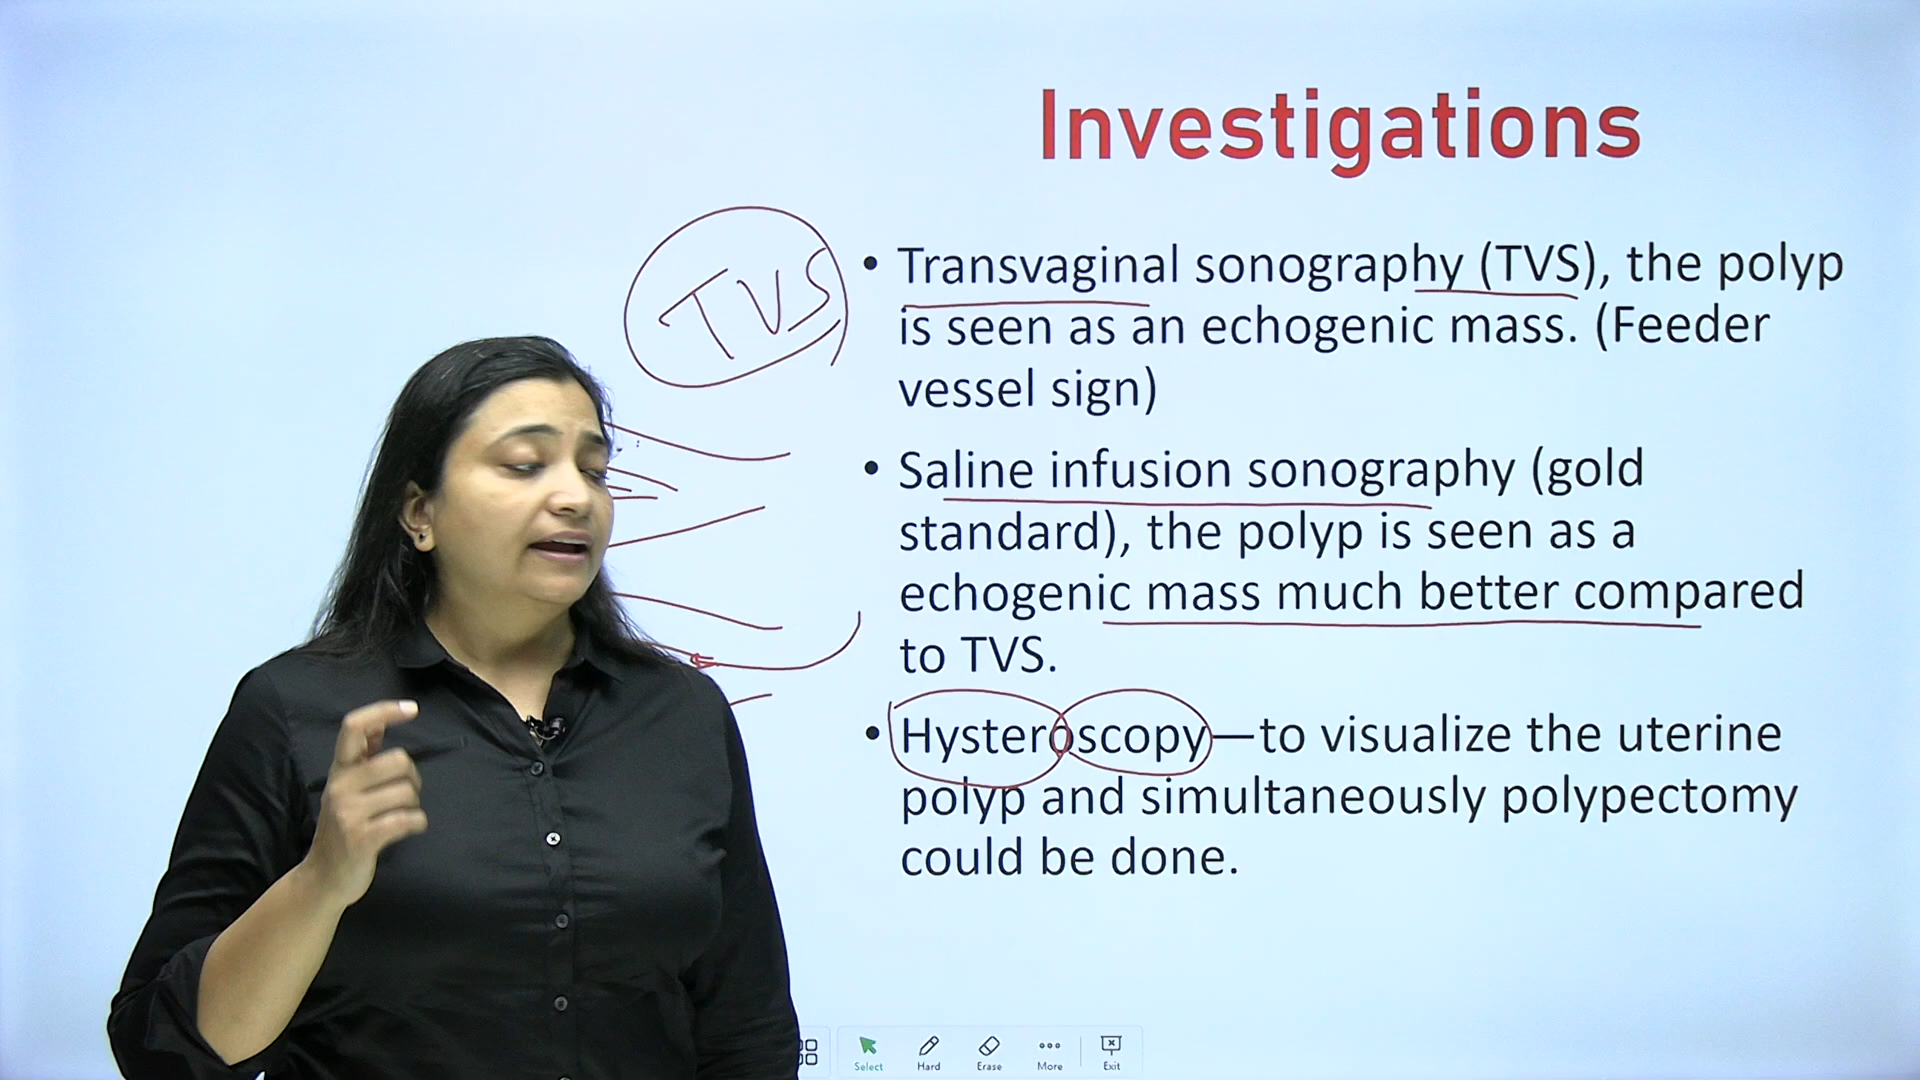 Investigations
TVS
• Transvaginal sonography (TVS), the polyp
is seen as an echogenic mass. (Feeder
vessel sign)
• Saline infusion sonography (gold
standard), the polyp is seen as a
echogenic mass much better compared
to TVS.
• Hysteroscopy—to visualize the uterine
polyp and simultaneously polypectomy
could be done.
Select Hard Erase More Exit